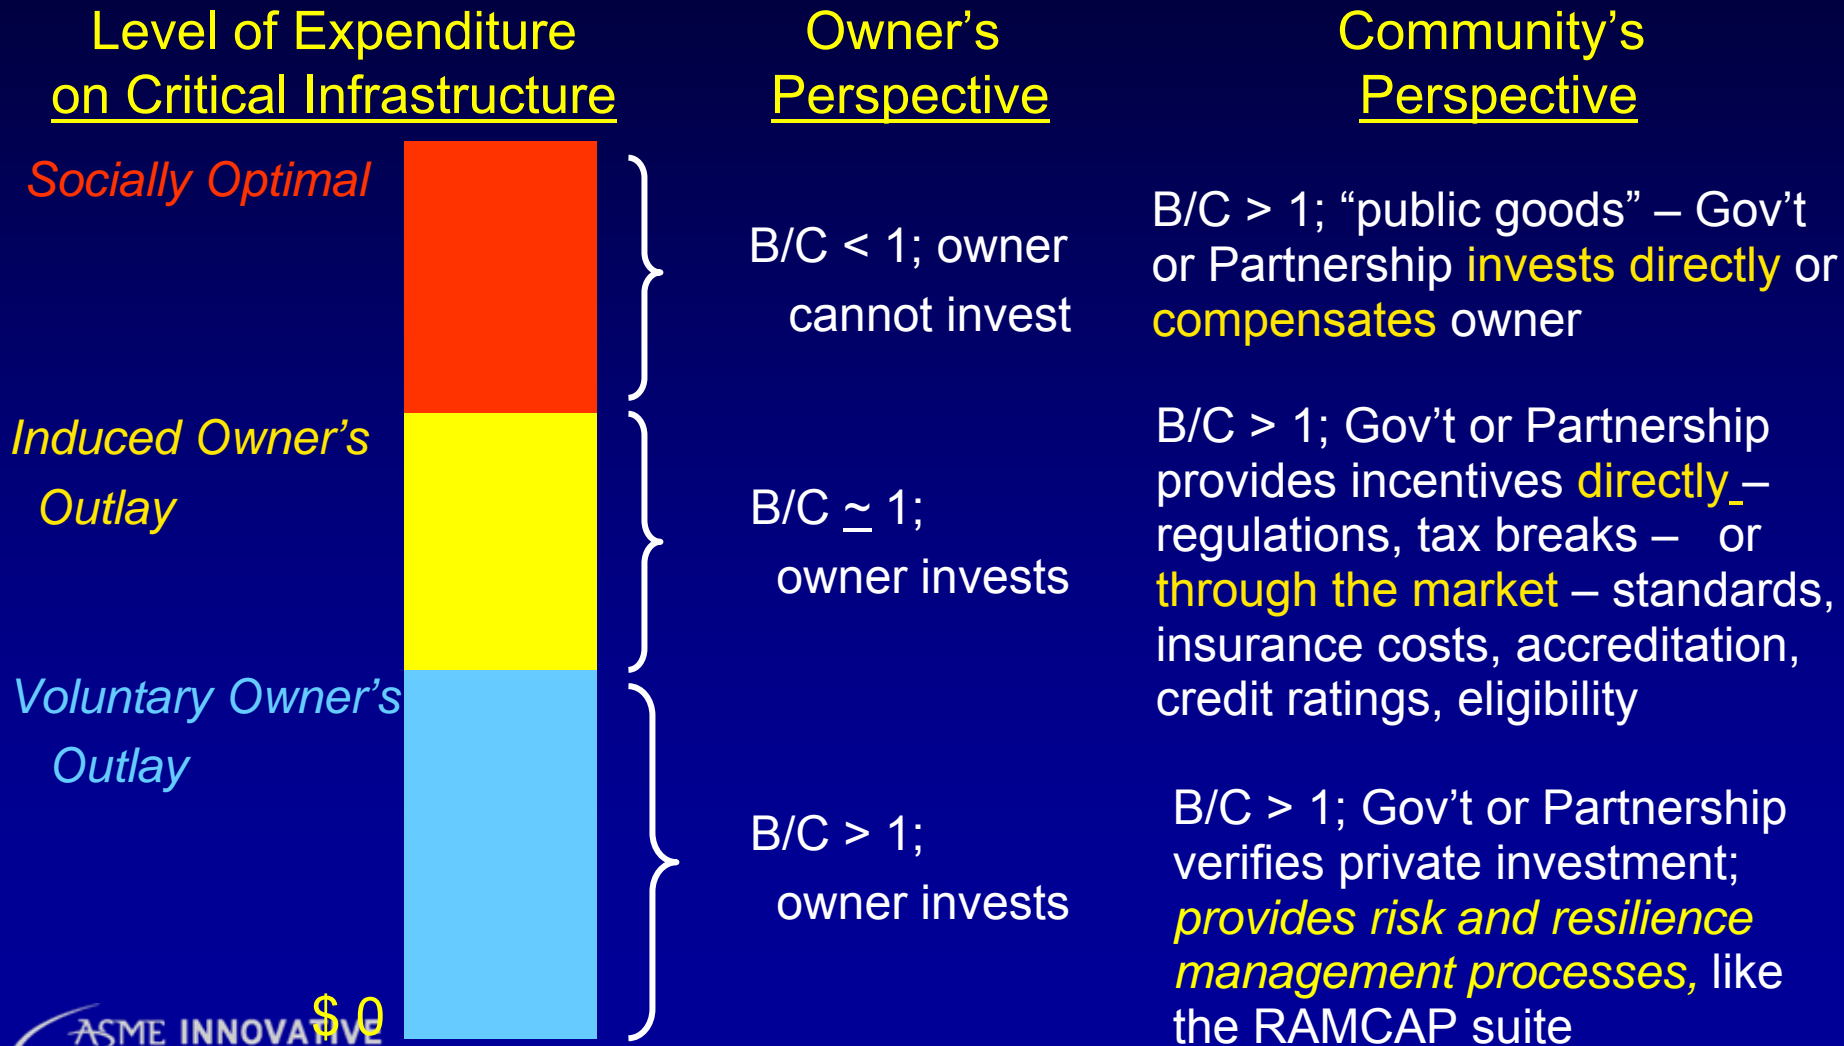 Level of Expenditure
on Critical Infrastructure
Owner's
Perspective
Community's
Perspective
Socially Optimal
B/C < 1; owner
cannot invest
B/C > 1; “public goods” – Gov't
or Partnership invests directly or
compensates owner
Induced Owner's
Outlay
B/C ~ 1;
owner invests
B/C > 1; Gov't or Partnership
provides incentives directly –
regulations, tax breaks – or
through the market – standards,
insurance costs, accreditation,
credit ratings, eligibility
Voluntary Owner's
Outlay
B/C > 1;
owner invests
B/C > 1; Gov't or Partnership
verifies private investment;
provides risk and resilience
management processes, like
the RAMCAP suite
$ 0
ASME INNOVATIVE